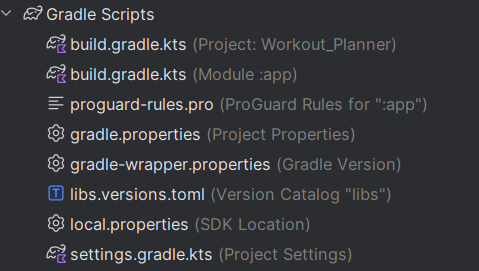 Gradle Scripts
build.gradle.kts (Project: Workout_Planner)
build.gradle.kts (Module :app)
proguard-rules.pro (ProGuard Rules for ":app")
gradle.properties (Project Properties)
gradle-wrapper.properties (Gradle Version)
T libs.versions.toml (Version Catalog "libs")
local.properties (SDK Location)
settings.gradle.kts (Project Settings)